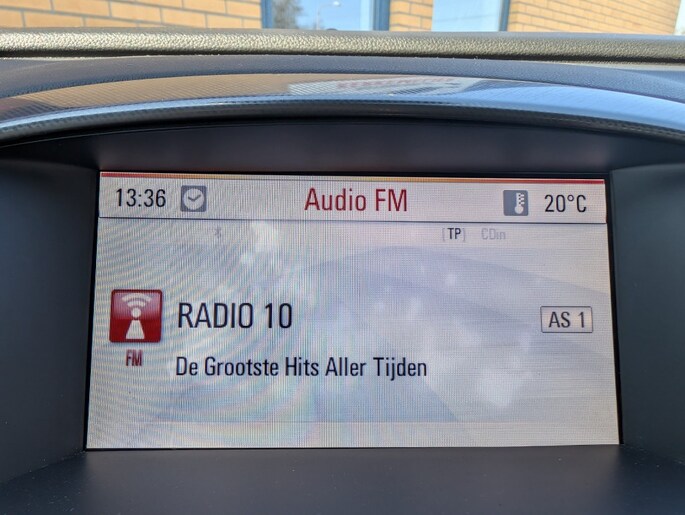 13:36 Audio FM 20°C
[TP] CDin
RADIO 10 AS 1
FM
De Grootste Hits Aller Tijden